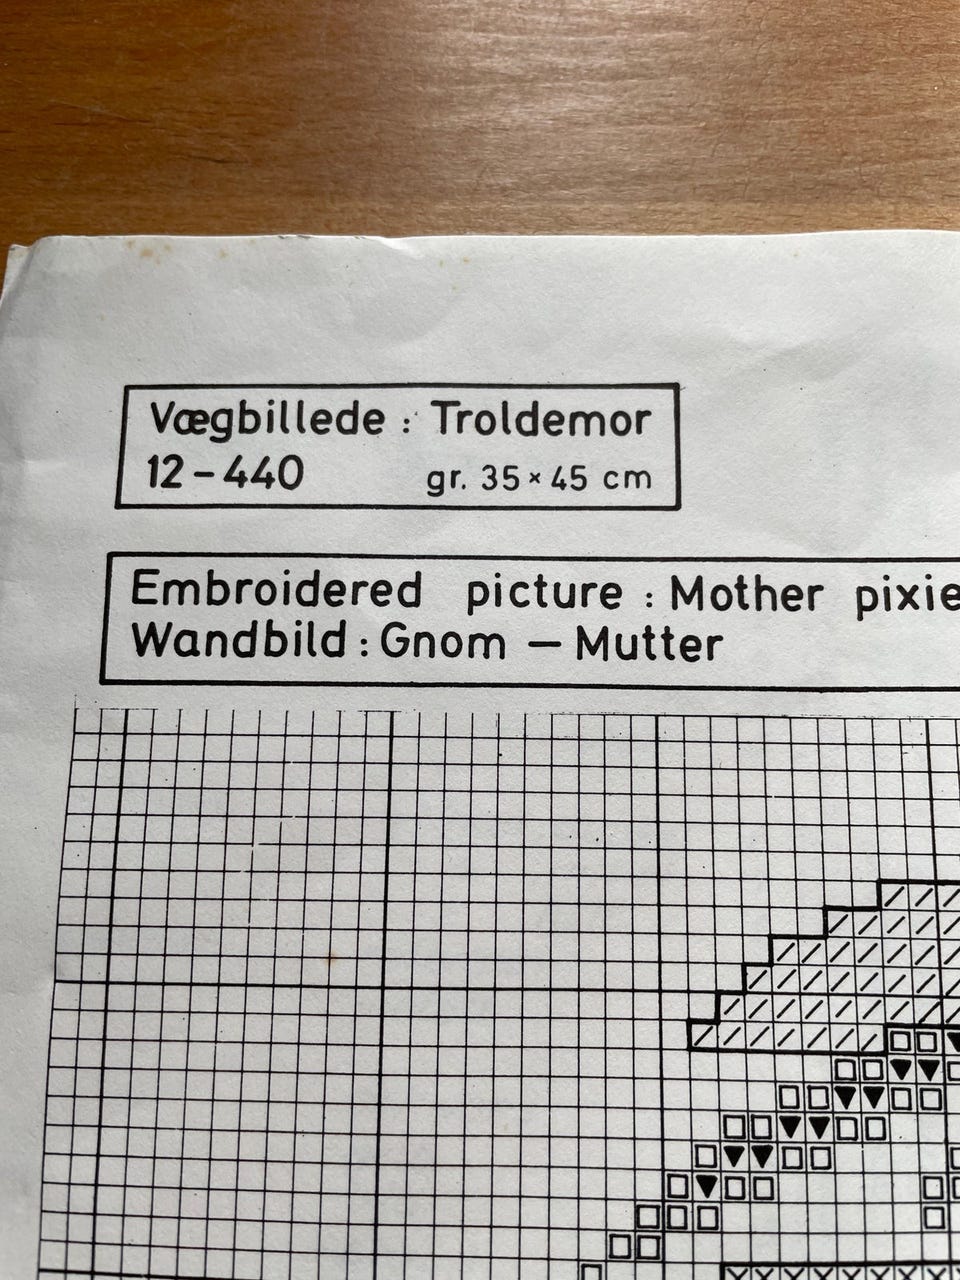 Vægbillede : Troldemor
12-440 gr. 35×45 cm
Embroidered picture : Mother pixie
Wandbild : Gnom — Mutter